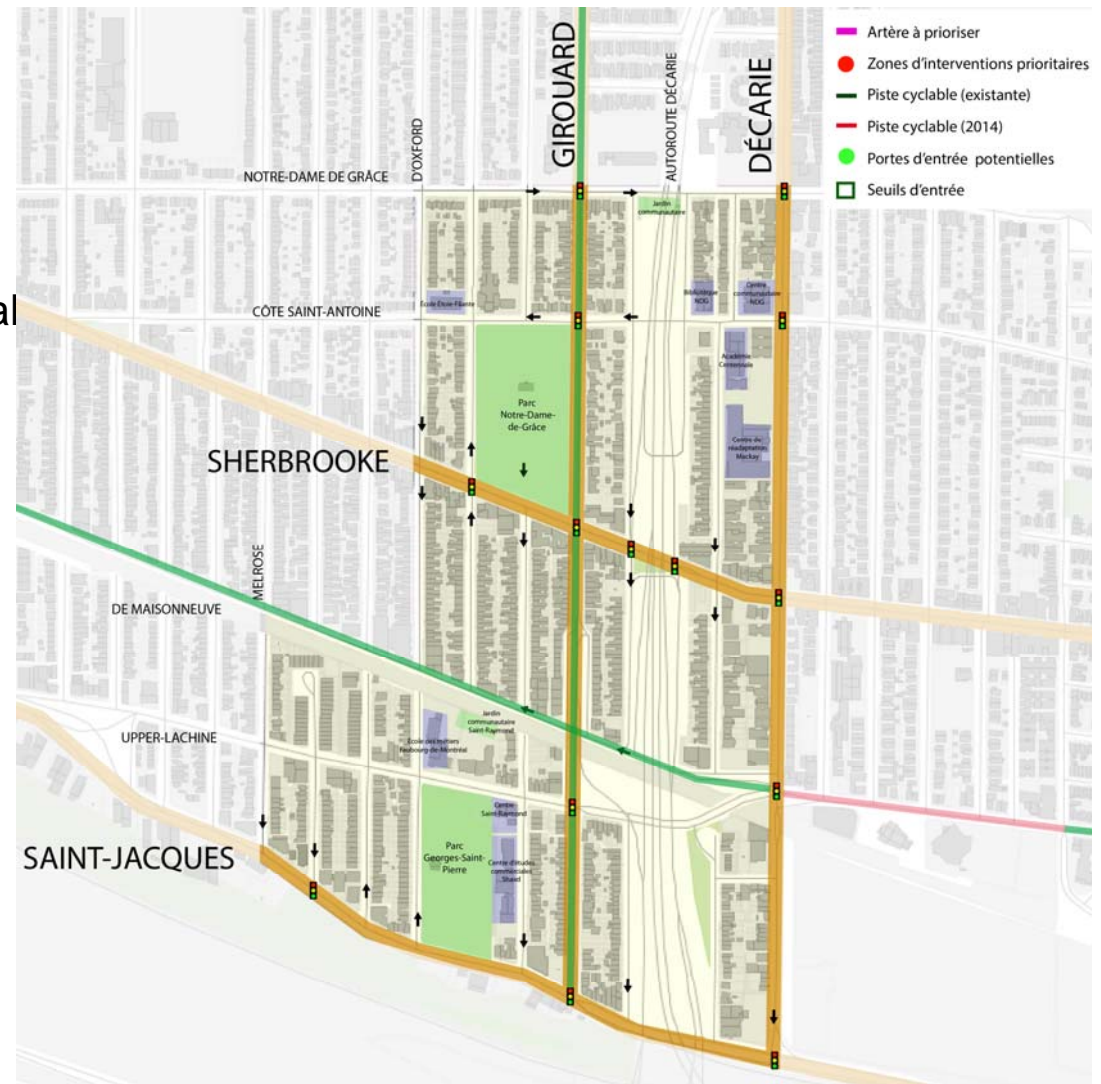 al
GIROUARD
AUTOROUTE DÉCARIE
DÉCARIE
D'OXFORD
Artère à prioriser
Zones d'interventions prioritaires
Piste cyclable (existante)
Piste cyclable (2014)
Portes d'entrée potentielles
Seuils d'entrée
NOTRE-DAME DE GRÂCE
Jardin
communautaire
École Étoile Filante
Bibliothèque
NDG
Centre
communautaire
NDG
CÔTE SAINT-ANTOINE
Académie
Centennale
Parc
Notre-Dame-
de-Grâce
Centre de
réadaptation
Mackay
SHERBROOKE
MELROSE
DE MAISONNEUVE
UPPER-LACHINE
Jardin
communautaire
Saint-Raymond
École des métiers
Faubourg-de-Montréal
Centre
Saint-Raymond
SAINT-JACQUES
Parc
Georges-Saint-
Pierre
Centre d'études
commerciales
Shadd